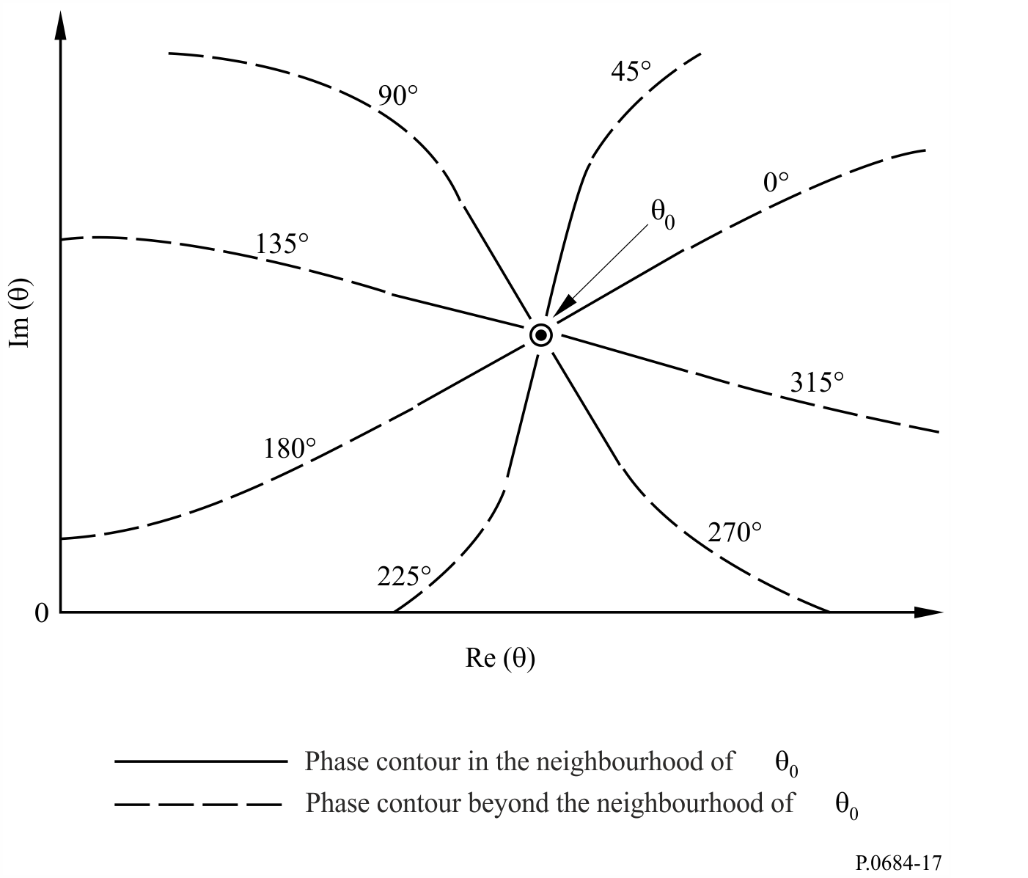 45°
90°
0°
θ0
135°
Im (θ)
315°
180°
270°
225°
0
Re (θ)
Phase contour in the neighbourhood of θ0
Phase contour beyond the neighbourhood of θ0
P.0684-17